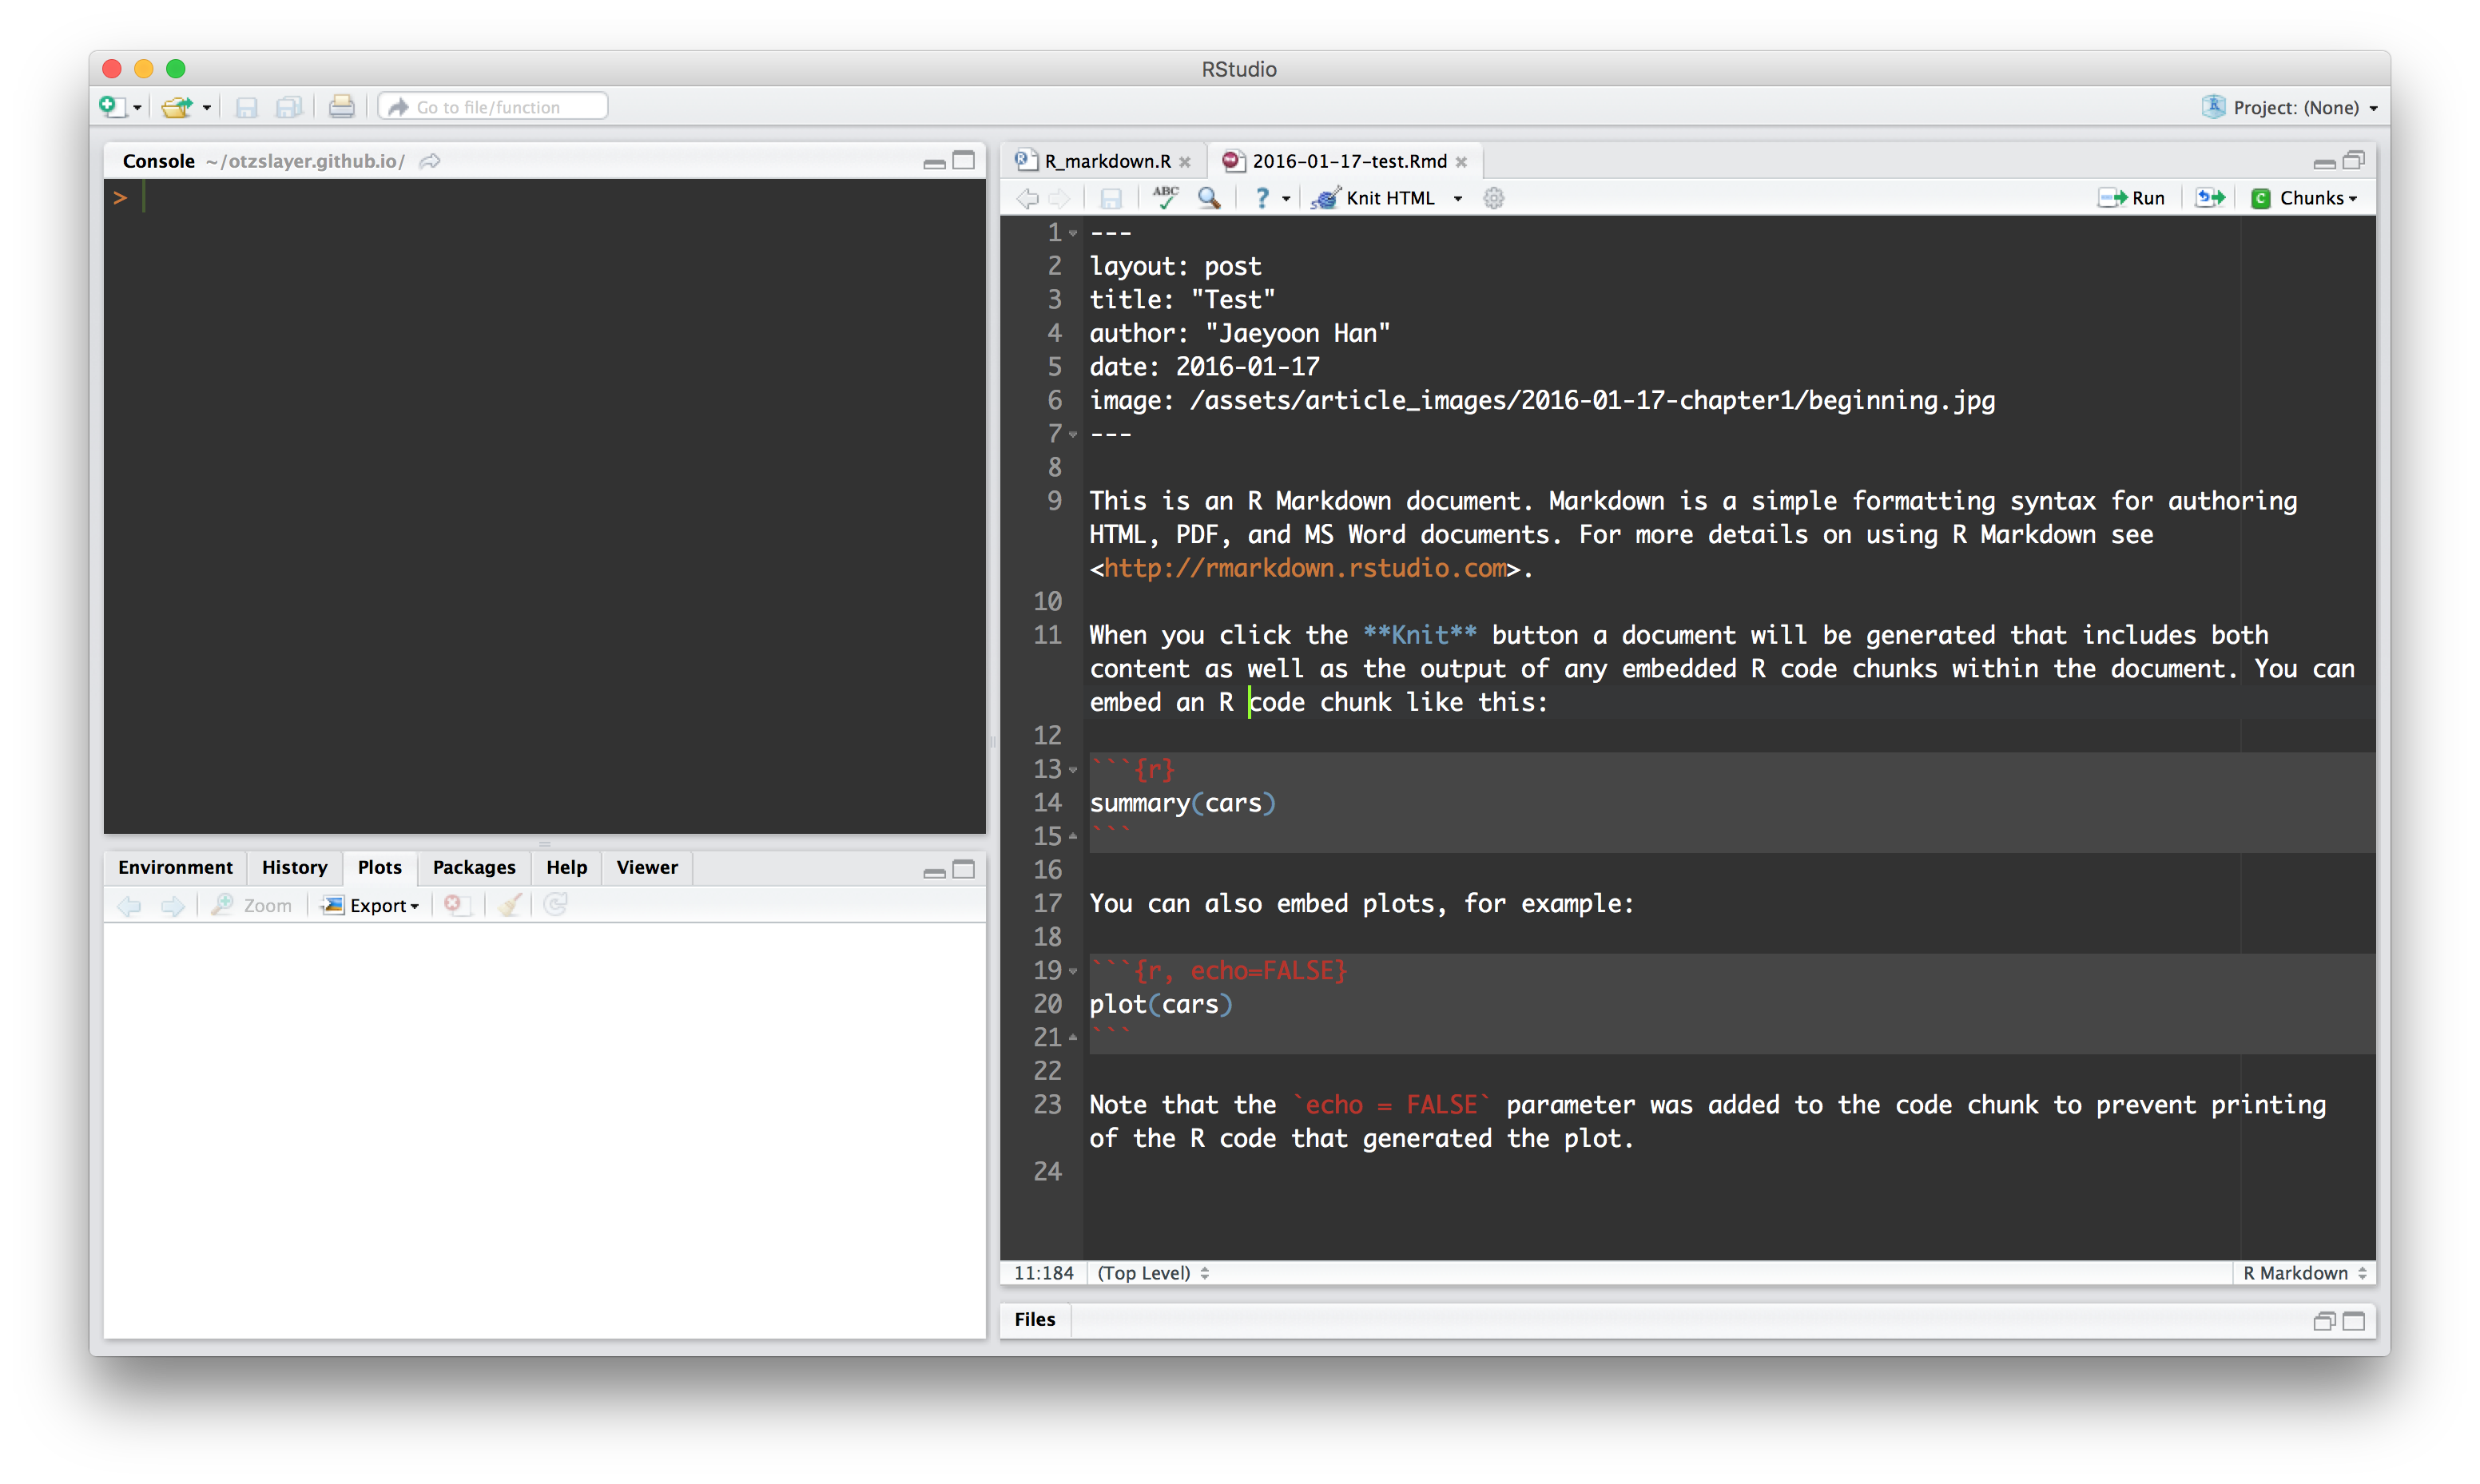 RStudio
Go to file/function
Project: (None)
Console ~/otzslayer.github.io/
>
Environment History Plots Packages Help Viewer
Zoom Export
R_markdown.R 2016-01-17-test.Rmd
ABC ? Knit HTML Run C Chunks
1 ---
2 layout: post
3 title: "Test"
4 author: "Jaeyoon Han"
5 date: 2016-01-17
6 image: /assets/article_images/2016-01-17-chapter1/beginning.jpg
7 ---
8
9 This is an R Markdown document. Markdown is a simple formatting syntax for authoring
HTML, PDF, and MS Word documents. For more details on using R Markdown see
<http://rmarkdown.rstudio.com>.
10
11 When you click the **Knit** button a document will be generated that includes both
content as well as the output of any embedded R code chunks within the document. You can
embed an R code chunk like this:
12
13 ```{r}
14 summary(cars)
15 ```
16
17 You can also embed plots, for example:
18
19 ```{r, echo=FALSE}
20 plot(cars)
21 ```
22
23 Note that the `echo = FALSE` parameter was added to the code chunk to prevent printing
of the R code that generated the plot.
24
11:184 (Top Level) R Markdown
Files